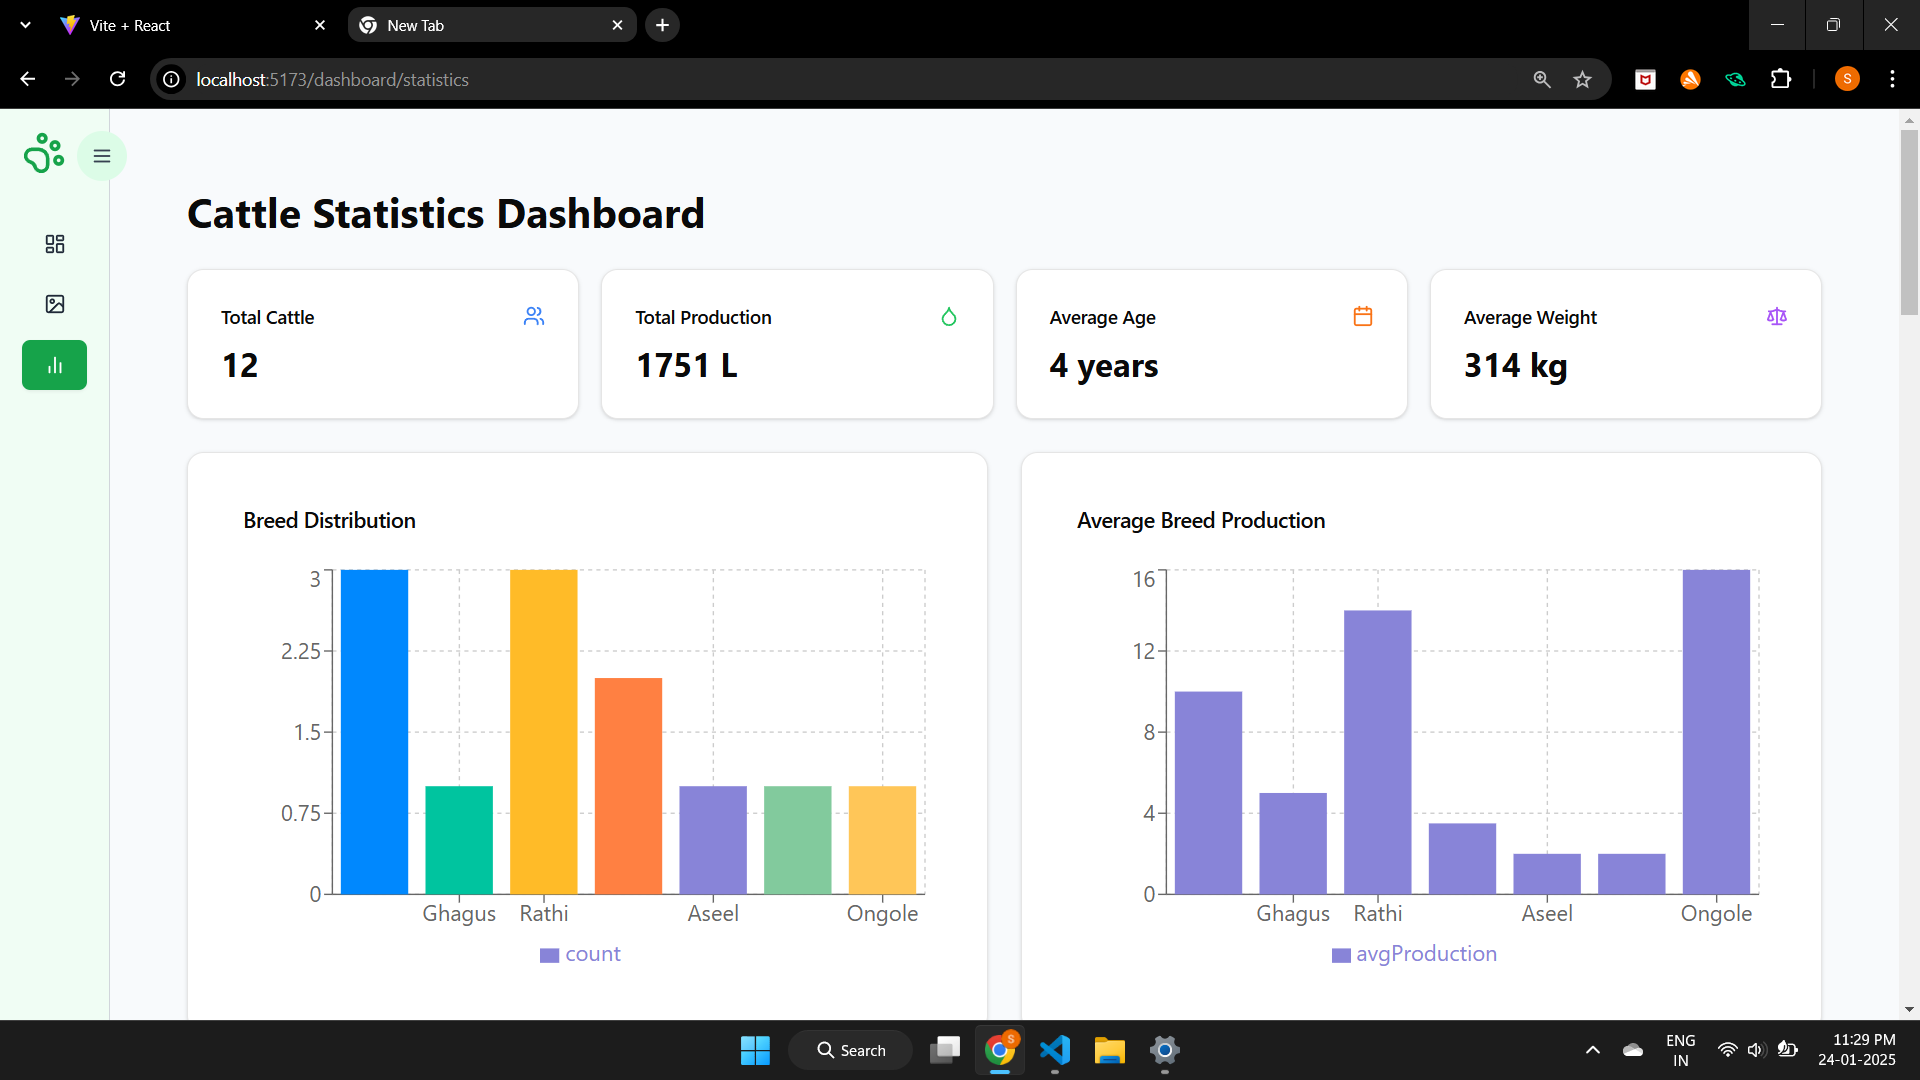 Vite + React
New Tab
localhost:5173/dashboard/statistics
S
Cattle Statistics Dashboard
Total Cattle
12
Total Production
1751 L
Average Age
4 years
Average Weight
314 kg
Breed Distribution
3
2.25
1.5
0.75
0
Ghagus Rathi Aseel Ongole
count
Average Breed Production
16
12
8
4
0
Ghagus Rathi Aseel Ongole
avgProduction
Search
S
ENG
IN
11:29 PM
24-01-2025